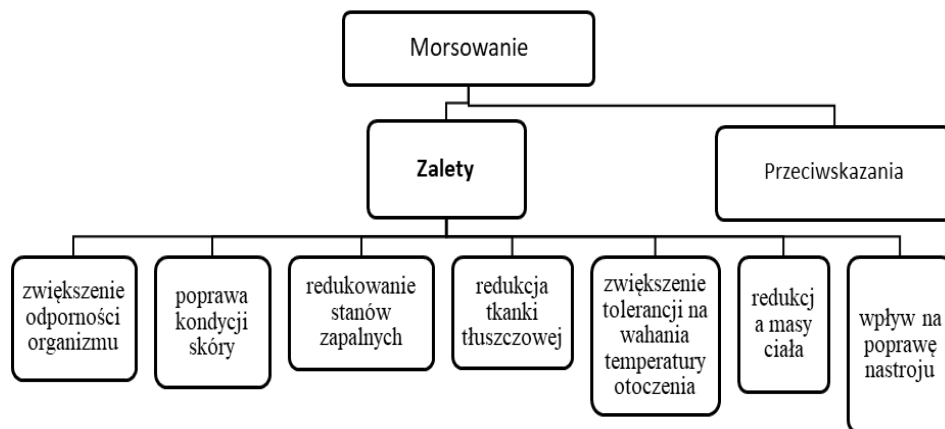 Morsowanie
Zalety
Przeciwskazania
zwiększenie
odporności
organizmu
poprawa
kondycji
skóry
redukowanie
stanów
zapalnych
redukcja
tkanki
tłuszczowej
zwiększenie
tolerancji na
wahania
temperatury
otoczenia
redukcj
a masy
ciała
wpływ na
poprawę
nastroju